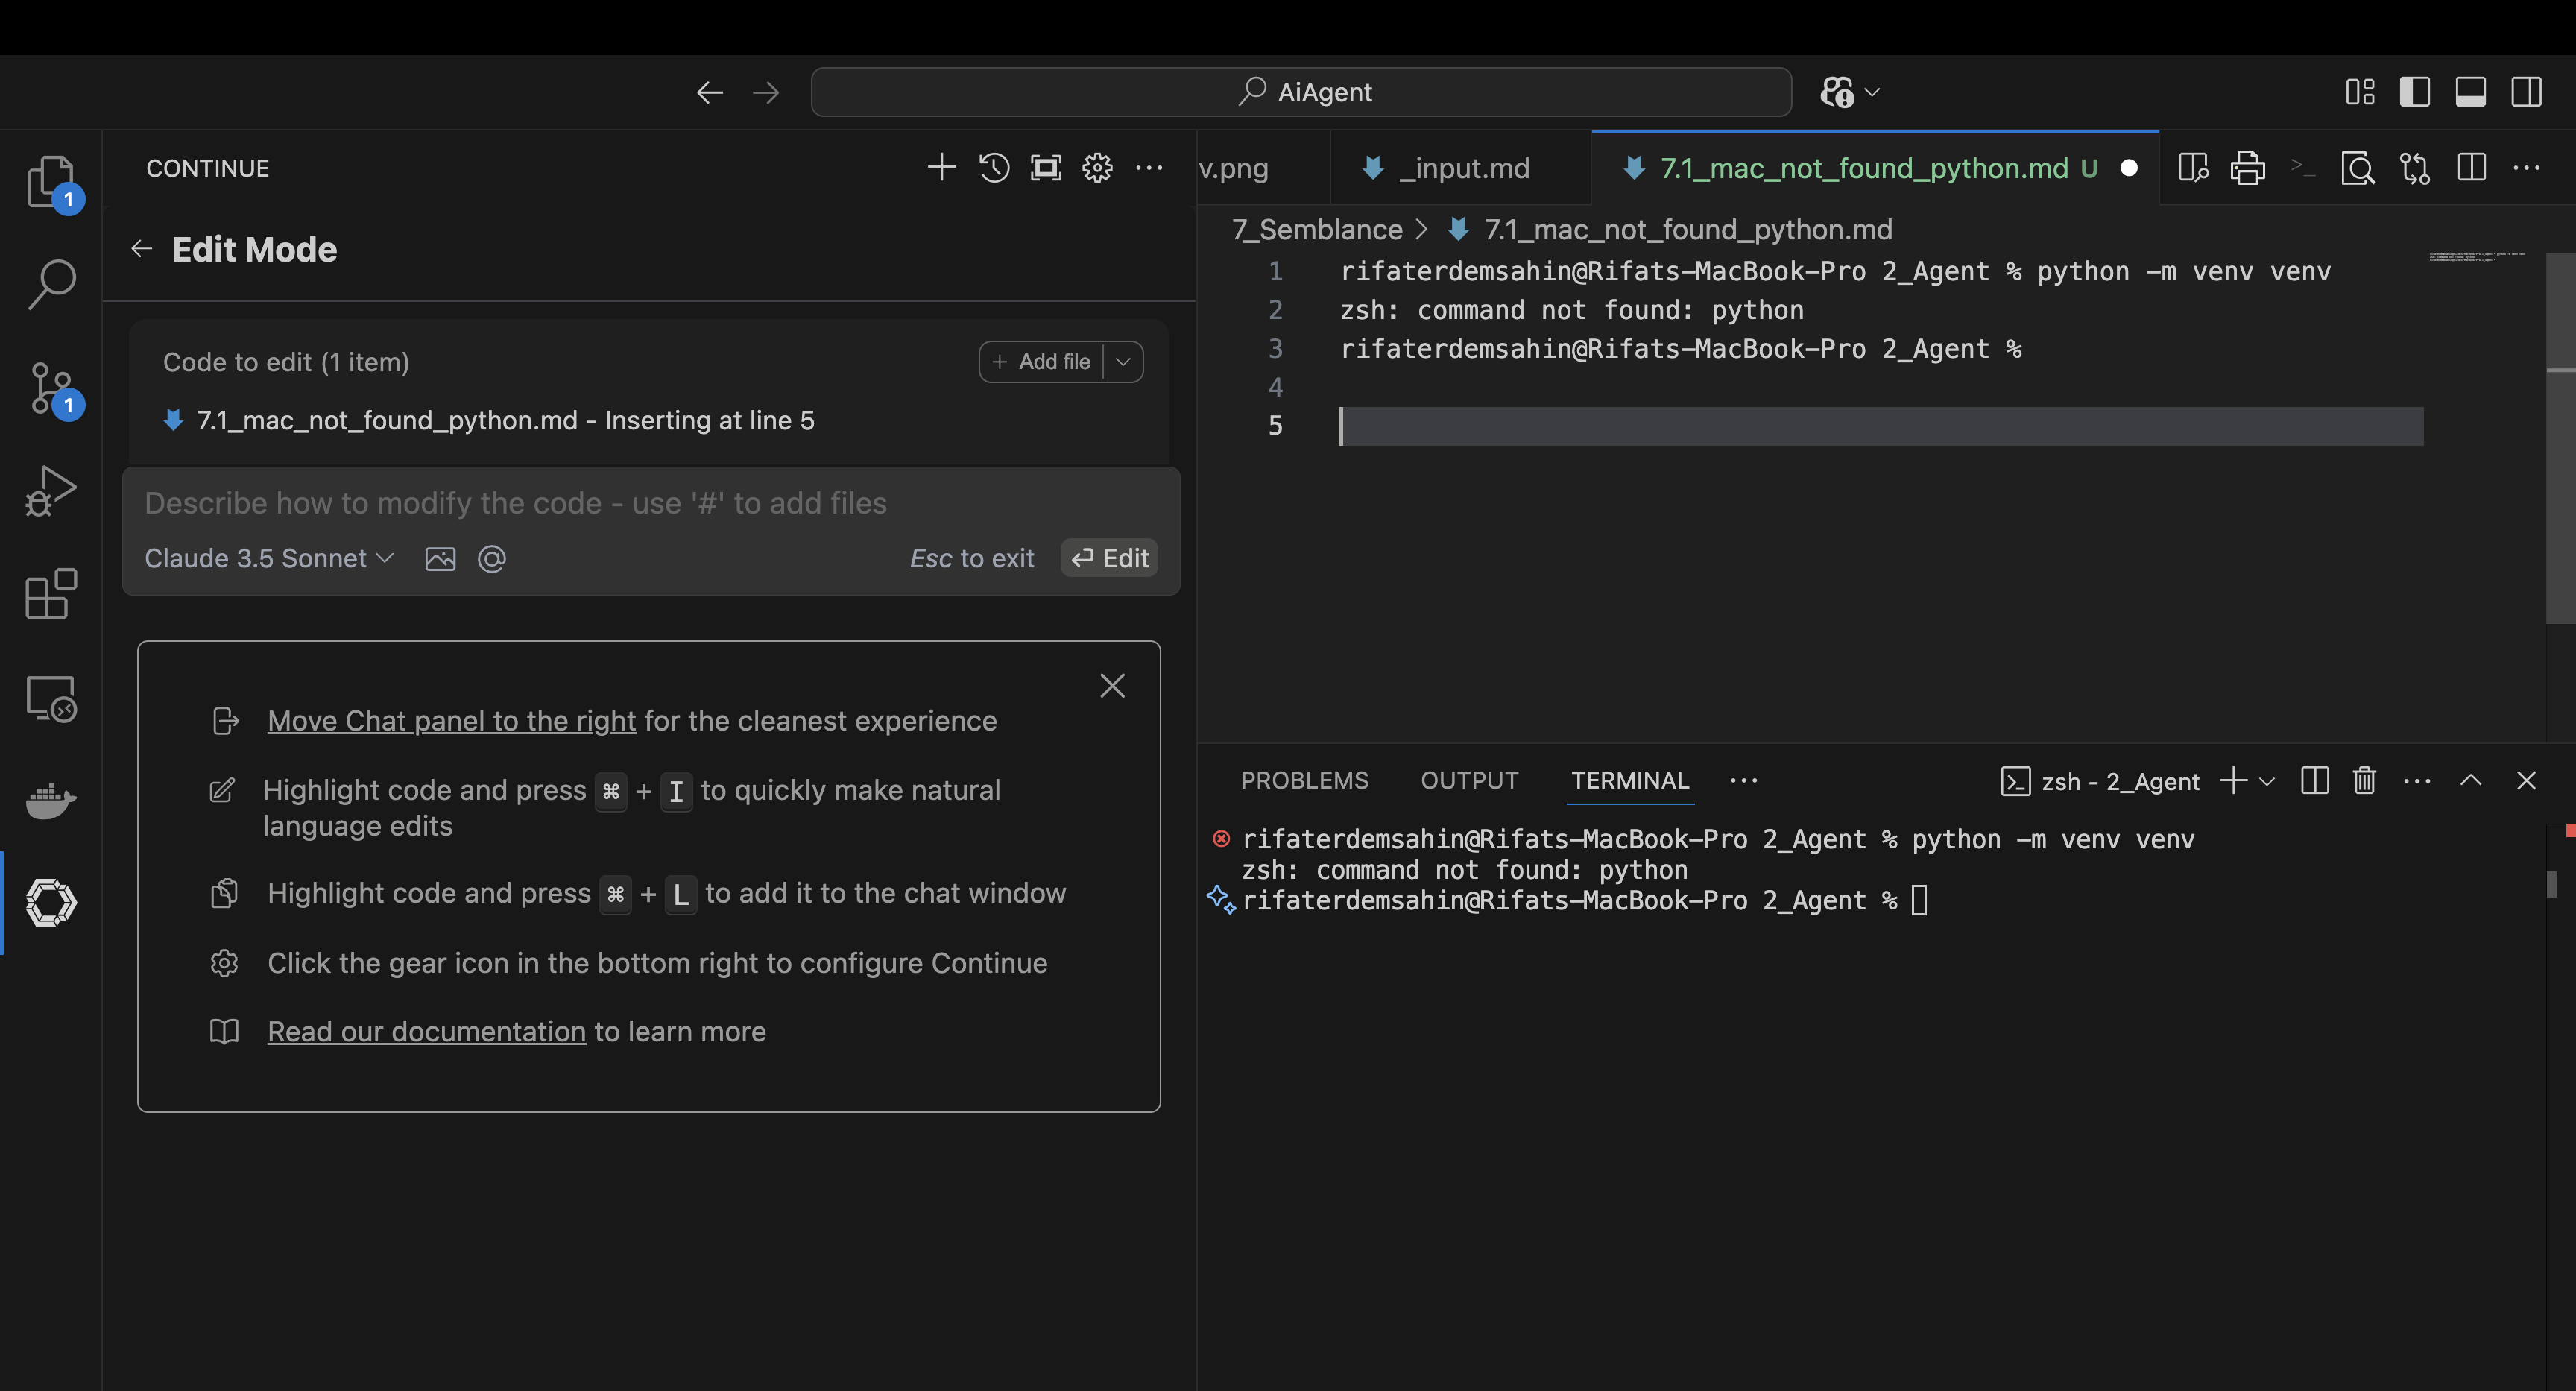 AiAgent
CONTINUE
v.png
_input.md
7.1_mac_not_found_python.md U
1
Edit Mode
7_Semblance > 7.1_mac_not_found_python.md
1 rifaterdemsahin@Rifats-MacBook-Pro 2_Agent % python -m venv venv
2 zsh: command not found: python
3 rifaterdemsahin@Rifats-MacBook-Pro 2_Agent %
4
5
Code to edit (1 item)
+ Add file
7.1_mac_not_found_python.md - Inserting at line 5
1
Describe how to modify the code - use '#' to add files
Claude 3.5 Sonnet
Esc to exit
Edit
Move Chat panel to the right for the cleanest experience
Highlight code and press ⌘ + I to quickly make natural
language edits
Highlight code and press ⌘ + L to add it to the chat window
Click the gear icon in the bottom right to configure Continue
Read our documentation to learn more
PROBLEMS
OUTPUT
TERMINAL
zsh - 2_Agent
rifaterdemsahin@Rifats-MacBook-Pro 2_Agent % python -m venv venv
zsh: command not found: python
rifaterdemsahin@Rifats-MacBook-Pro 2_Agent %